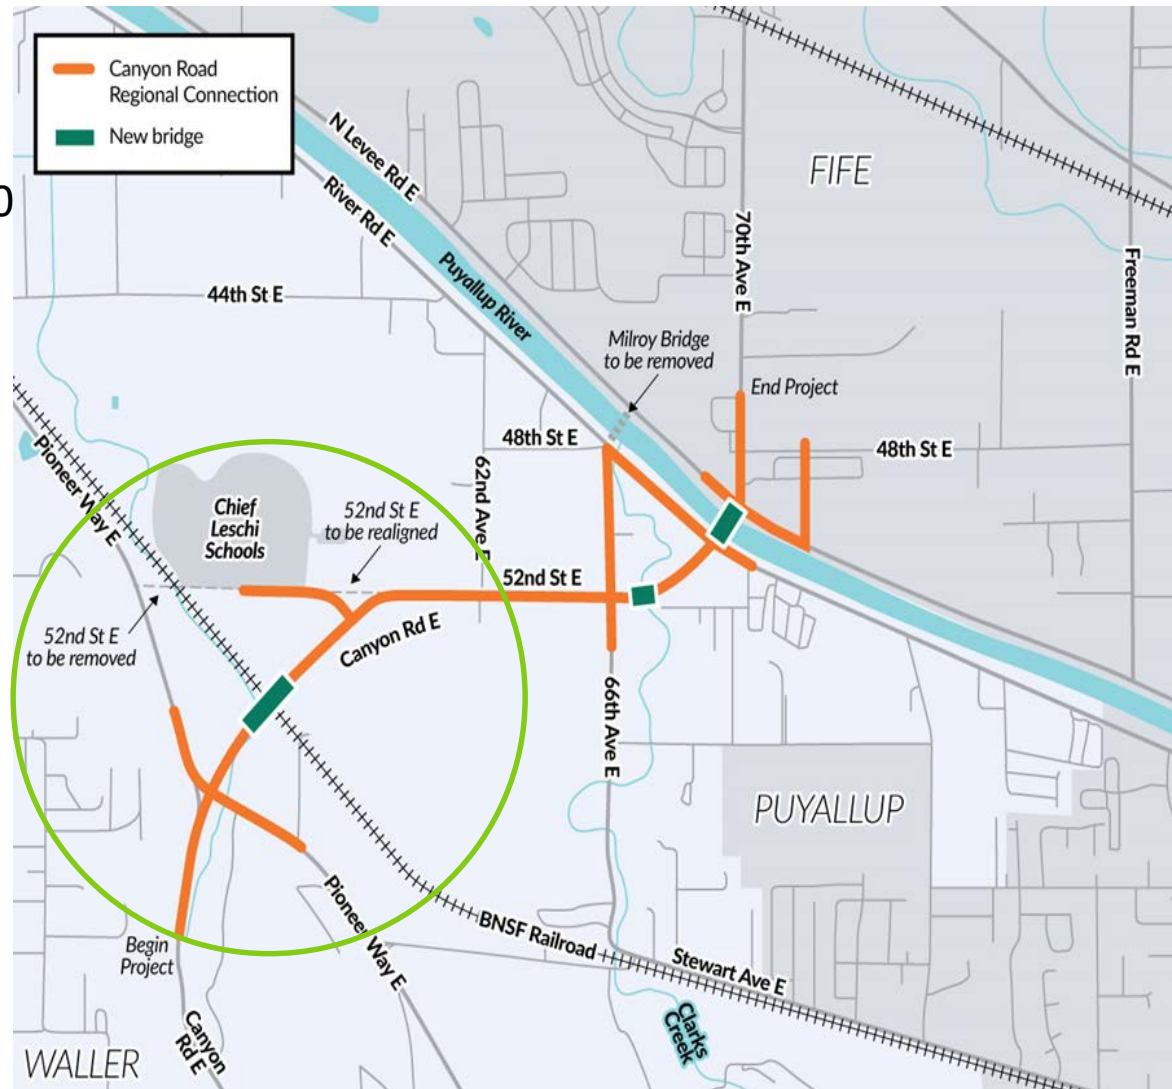 Canyon Road
Regional Connection
New bridge
0
N Levee Rd E
River Rd E
Puyallup River
FIFE
70th Ave E
Freeman Rd E
44th St E
Milroy Bridge
to be removed
End Project
48th St E
48th St E
Pioneer Way E
62nd Ave E
Chief
Leschi
Schools
52nd St E
to be realigned
52nd St E
52nd St E
to be removed
Canyon Rd E
66th Ave E
PUYALLUP
Pioneer Way E
Begin
Project
BNSF Railroad
Stewart Ave E
Canyon
Rd E
Clarks
Creek
WALLER